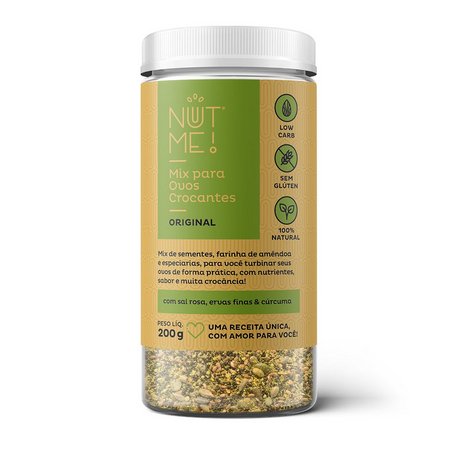 NUT
ME!
Mix para
Ovos
Crocantes
ORIGINAL
LOW
CARB
SEM
GLÚTEN
100%
NATURAL
Mix de sementes, farinha de amêndoa
e especiarias, para você turbinar seus
ovos de forma prática, com nutrientes,
sabor e muita crocância!
com sal rosa, ervas finas & cúrcuma
PESO LÍQ.
200g
UMA RECEITA ÚNICA,
COM AMOR PARA VOCÊ!